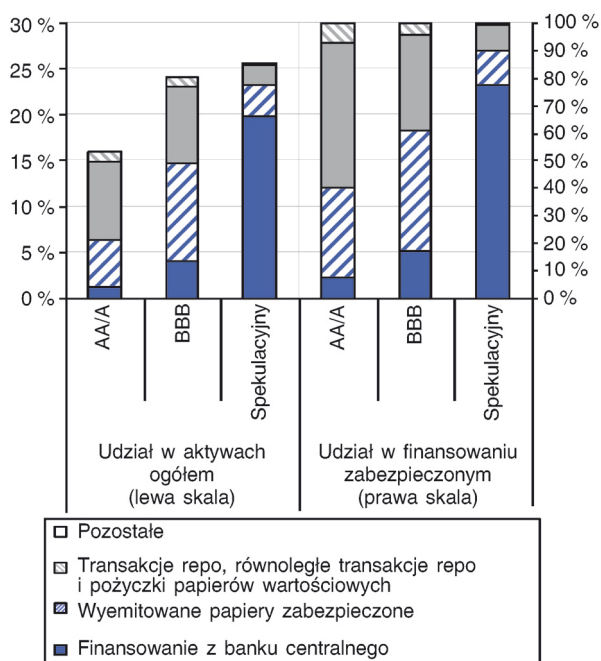 30 %
25 %
20 %
15 %
10 %
5 %
0 %
100 %
90 %
80 %
70 %
60 %
50 %
40 %
30 %
20 %
10 %
0 %
AA/A
BBB
Spekulacyjny
AA/A
BBB
Spekulacyjny
Udział w aktywach
ogółem
(lewa skala)
Udział w finansowaniu
zabezpieczonym
(prawa skala)
Pozostałe
Transakcje repo, równoległe transakcje repo
i pożyczki papierów wartościowych
Wyemitowane papiery zabezpieczone
Finansowanie z banku centralnego